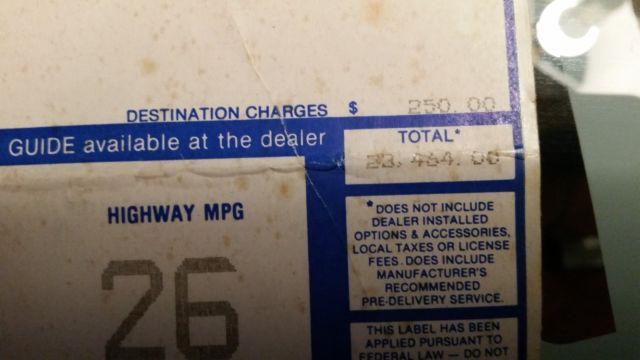 DESTINATION CHARGES $ 250.00
GUIDE available at the dealer
TOTAL*
23,464.00
HIGHWAY MPG
26
*DOES NOT INCLUDE
DEALER INSTALLED
OPTIONS & ACCESSORIES,
LOCAL TAXES OR LICENSE
FEES. DOES INCLUDE
MANUFACTURER'S
RECOMMENDED
PRE-DELIVERY SERVICE.
THIS LABEL HAS BEEN
APPLIED PURSUANT TO
FEDERAL LAW — DO NOT